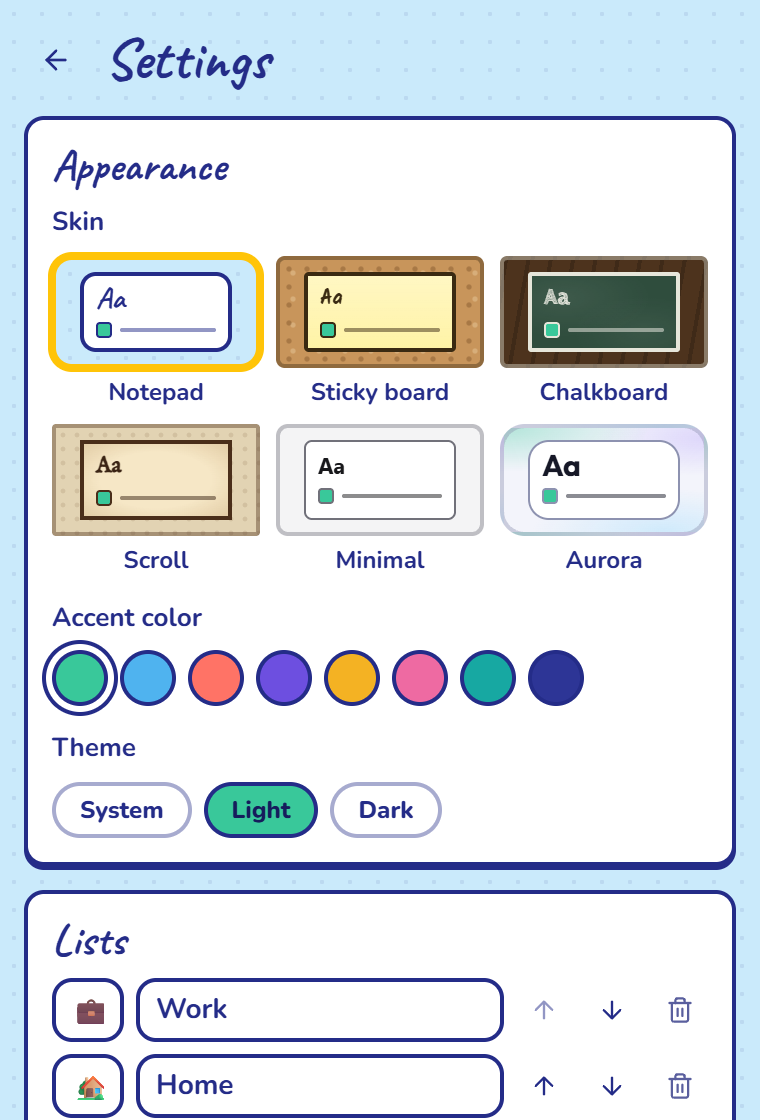 Settings
Appearance
Skin
Aa
Aa
Aa
Notepad
Sticky board
Chalkboard
Aa
Aa
Aa
Scroll
Minimal
Aurora
Accent color
Theme
System
Light
Dark
Lists
Work
Home